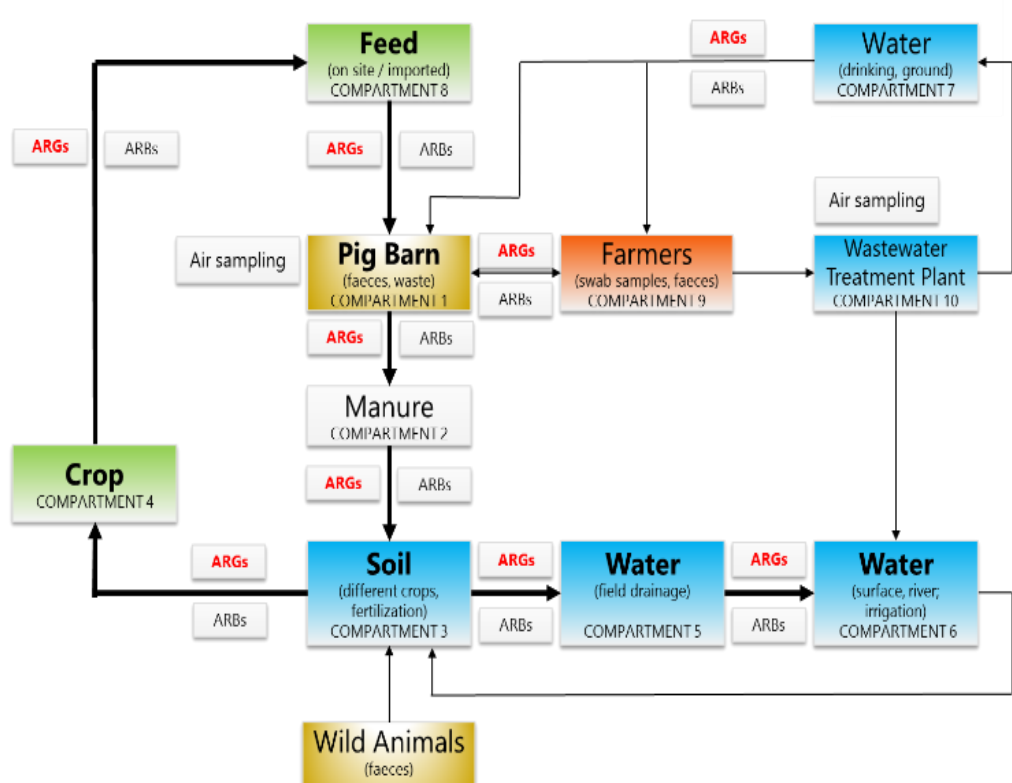 Feed
(on site / imported)
COMPARTMENT 8
ARGs
ARBs
Water
(drinking, ground)
COMPARTMENT 7
ARGs
ARBs
ARGs
ARBs
Air sampling
Air sampling
Pig Barn
(faeces, waste)
COMPARTMENT 1
ARGs
ARBs
Farmers
(swab samples, faeces)
COMPARTMENT 9
Wastewater
Treatment Plant
COMPARTMENT 10
ARGs
ARBs
Manure
COMPARTMENT 2
Crop
COMPARTMENT 4
ARGs
ARBs
ARGs
ARBs
Soil
(different crops,
fertilization)
COMPARTMENT 3
ARGs
ARBs
Water
(field drainage)
COMPARTMENT 5
ARGs
ARBs
Water
(surface, river;
irrigation)
COMPARTMENT 6
Wild Animals
(faeces)